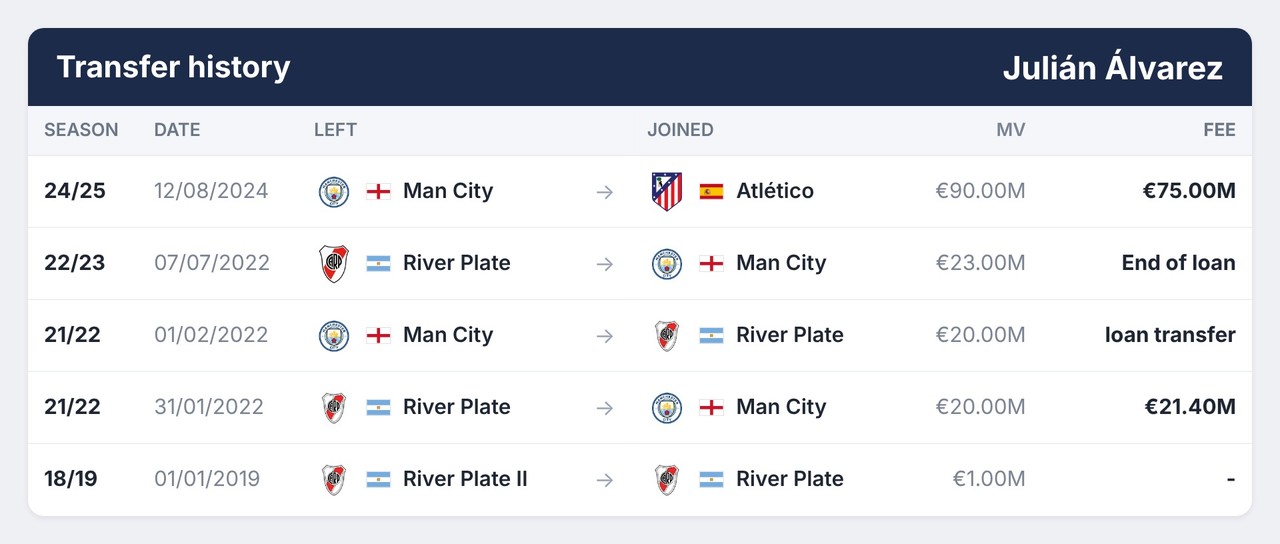 Transfer history Julián Álvarez
SEASON DATE LEFT JOINED MV FEE
24/25 12/08/2024 Man City → Atlético €90.00M €75.00M
22/23 07/07/2022 River Plate → Man City €23.00M End of loan
21/22 01/02/2022 Man City → River Plate €20.00M loan transfer
21/22 31/01/2022 River Plate → Man City €20.00M €21.40M
18/19 01/01/2019 River Plate II → River Plate €1.00M -